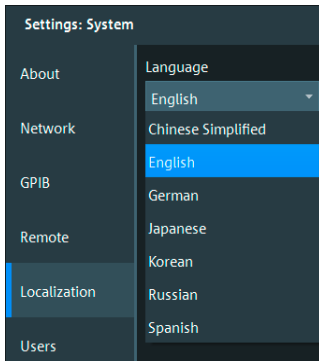 Settings: System
About
Network
GPIB
Remote
Localization
Users
Language
English
Chinese Simplified
English
German
Japanese
Korean
Russian
Spanish